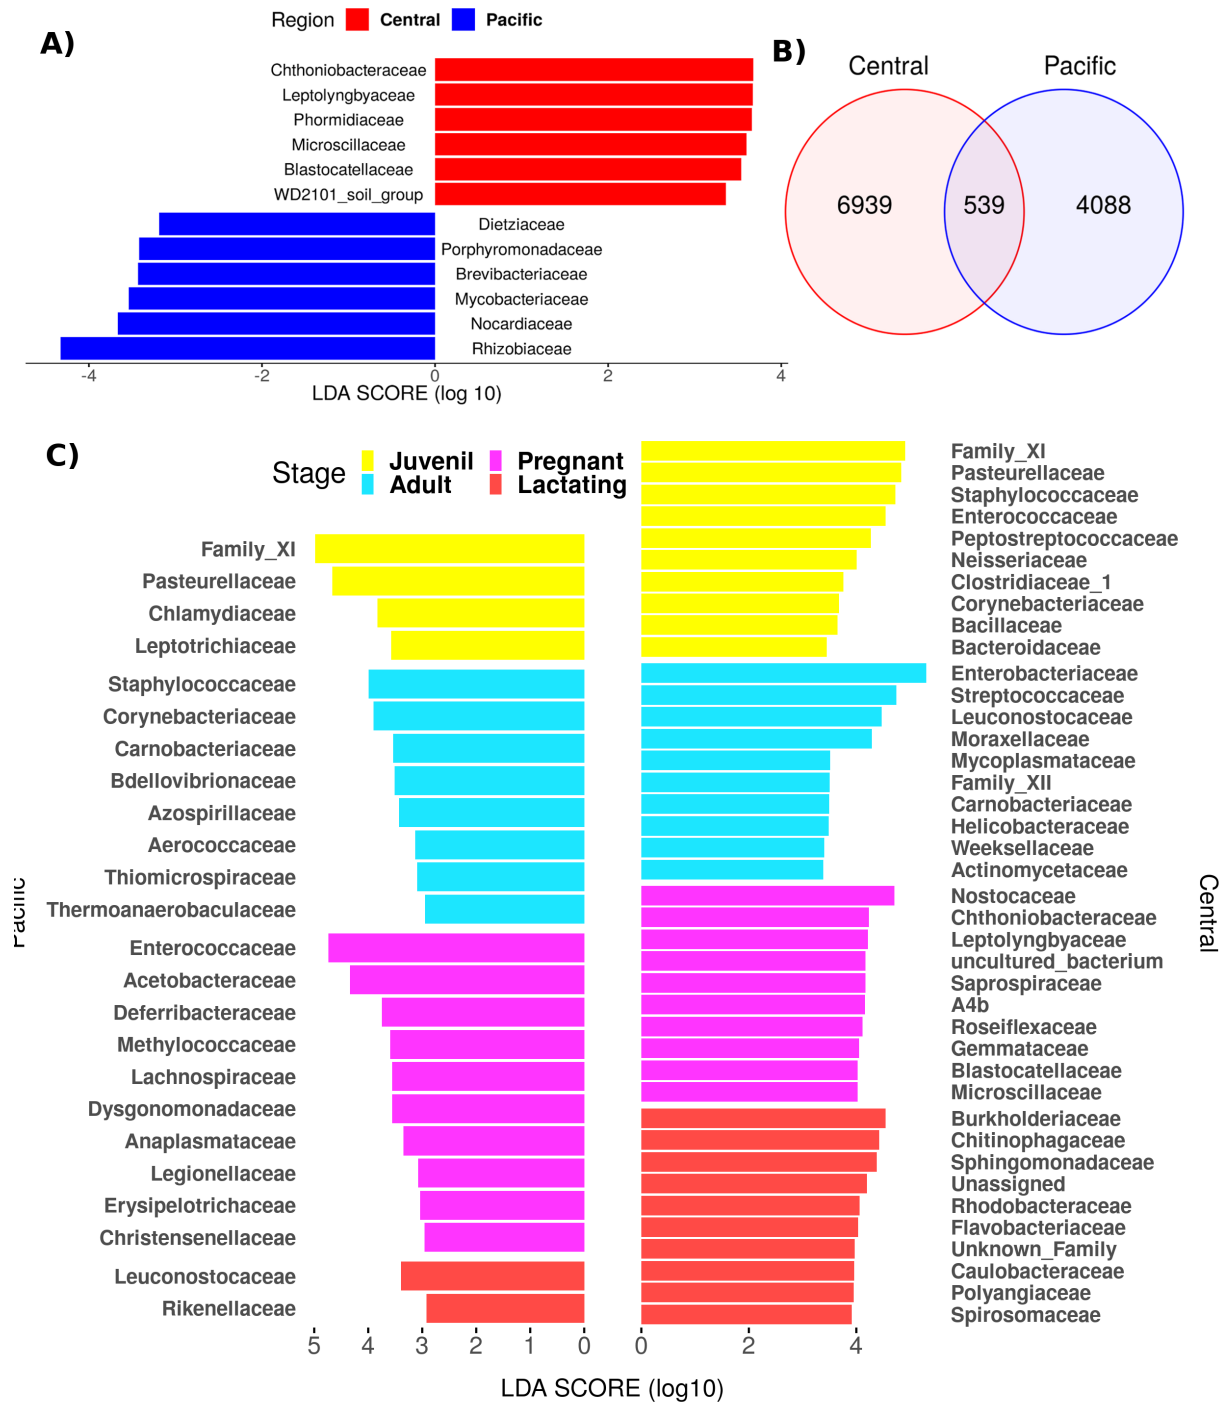 A)
Region Central Pacific
Chthoniobacteraceae
Leptolyngbyaceae
Phormidiaceae
Microscillaceae
Blastocatellaceae
WD2101_soil_group
Dietziaceae
Porphyromonadaceae
Brevibacteriaceae
Mycobacteriaceae
Nocardiaceae
Rhizobiaceae
-4 -2 0 2 4
LDA SCORE (log 10)
B)
Central Pacific
6939 539 4088
C)
Stage
Juvenil Pregnant
Adult Lactating
Pacific
Family_XI
Pasteurellaceae
Chlamydiaceae
Leptotrichiaceae
Staphylococcaceae
Corynebacteriaceae
Carnobacteriaceae
Bdellovibrionaceae
Azospirillaceae
Aerococcaceae
Thiomicrospiraceae
Thermoanaerobaculaceae
Enterococcaceae
Acetobacteraceae
Deferribacteraceae
Methylococcaceae
Lachnospiraceae
Dysgonomonadaceae
Anaplasmataceae
Legionellaceae
Erysipelotrichaceae
Christensenellaceae
Leuconostocaceae
Rikenellaceae
5 4 3 2 1 0
Family_XI
Pasteurellaceae
Staphylococcaceae
Enterococcaceae
Peptostreptococcaceae
Neisseriaceae
Clostridiaceae_1
Corynebacteriaceae
Bacillaceae
Bacteroidaceae
Enterobacteriaceae
Streptococcaceae
Leuconostocaceae
Moraxellaceae
Mycoplasmataceae
Family_XII
Carnobacteriaceae
Helicobacteraceae
Weeksellaceae
Actinomycetaceae
Nostocaceae
Chthoniobacteraceae
Leptolyngbyaceae
uncultured_bacterium
Saprospiraceae
A4b
Roseiflexaceae
Gemmataceae
Blastocatellaceae
Microscillaceae
Burkholderiaceae
Chitinophagaceae
Sphingomonadaceae
Unassigned
Rhodobacteraceae
Flavobacteriaceae
Unknown_Family
Caulobacteraceae
Polyangiaceae
Spirosomaceae
Central
0 2 4
LDA SCORE (log10)